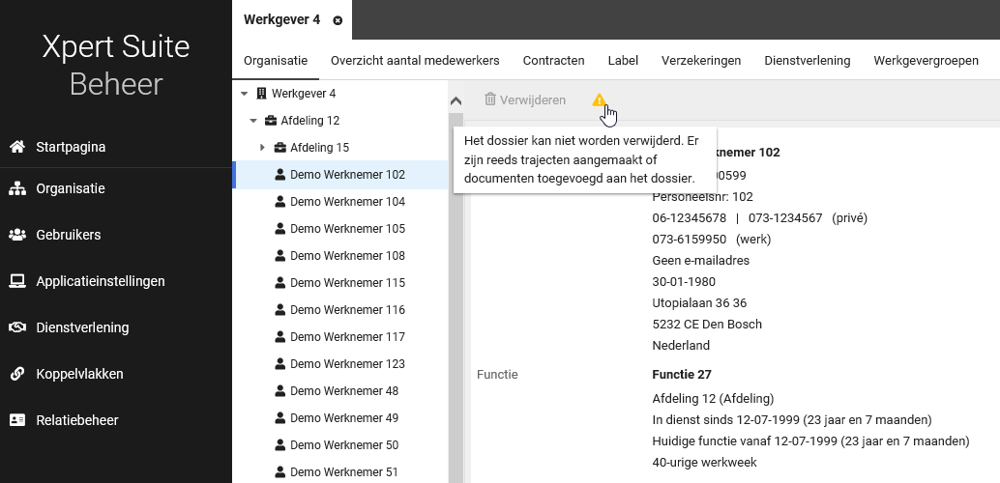 Xpert Suite
Beheer
Startpagina
Organisatie
Gebruikers
Applicatieinstellingen
Dienstverlening
Koppelvlakken
Relatiebeheer
Werkgever 4
Organisatie Overzicht aantal medewerkers Contracten Label Verzekeringen Dienstverlening Werkgevergroepen
Werkgever 4
Afdeling 12
Afdeling 15
Demo Werknemer 102
Demo Werknemer 104
Demo Werknemer 105
Demo Werknemer 108
Demo Werknemer 115
Demo Werknemer 116
Demo Werknemer 117
Demo Werknemer 123
Demo Werknemer 48
Demo Werknemer 49
Demo Werknemer 50
Demo Werknemer 51
Verwijderen
Het dossier kan niet worden verwijderd. Er
zijn reeds trajecten aangemaakt of
documenten toegevoegd aan het dossier.
knemer 102
00599
Personeelsnr: 102
06-12345678 | 073-1234567 (privé)
073-6159950 (werk)
Geen e-mailadres
30-01-1980
Utopialaan 36 36
5232 CE Den Bosch
Nederland
Functie Functie 27
Afdeling 12 (Afdeling)
In dienst sinds 12-07-1999 (23 jaar en 7 maanden)
Huidige functie vanaf 12-07-1999 (23 jaar en 7 maanden)
40-urige werkweek